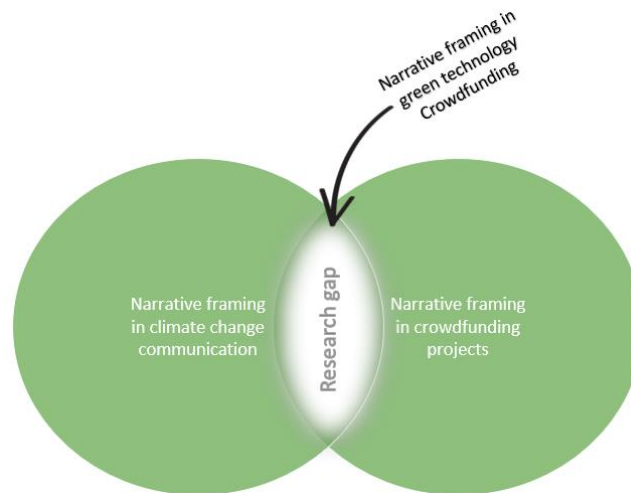 Narrative framing in
green technology
Crowdfunding
Narrative framing
in climate change
communication
Research gap
Narrative framing
in crowdfunding
projects